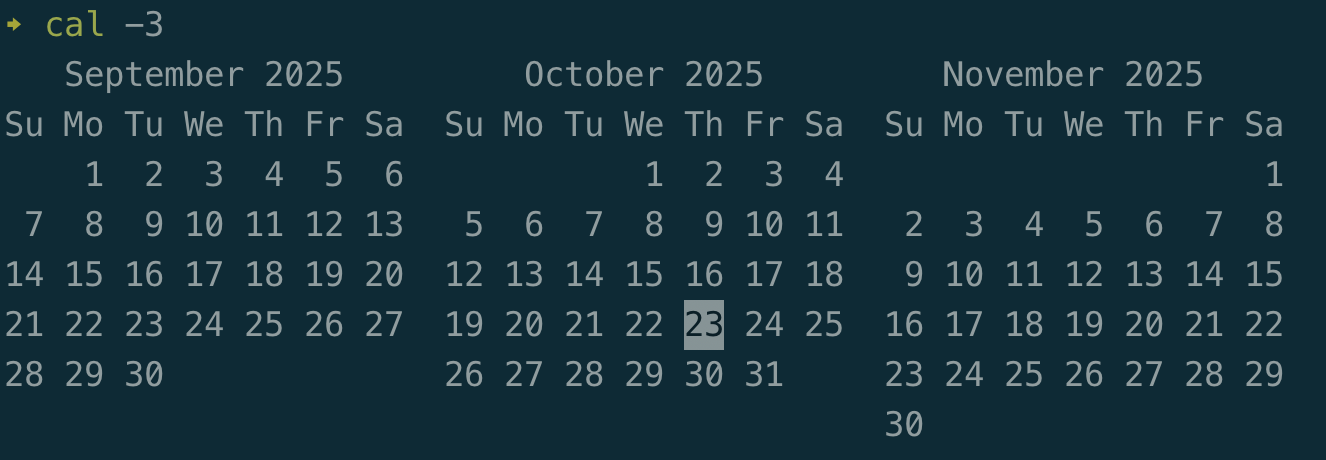 ➜ cal -3
   September 2025         October 2025         November 2025
Su Mo Tu We Th Fr Sa  Su Mo Tu We Th Fr Sa  Su Mo Tu We Th Fr Sa
    1  2  3  4  5  6            1  2  3  4                     1
 7  8  9 10 11 12 13   5  6  7  8  9 10 11   2  3  4  5  6  7  8
14 15 16 17 18 19 20  12 13 14 15 16 17 18   9 10 11 12 13 14 15
21 22 23 24 25 26 27  19 20 21 22 23 24 25  16 17 18 19 20 21 22
28 29 30              26 27 28 29 30 31     23 24 25 26 27 28 29
                                            30